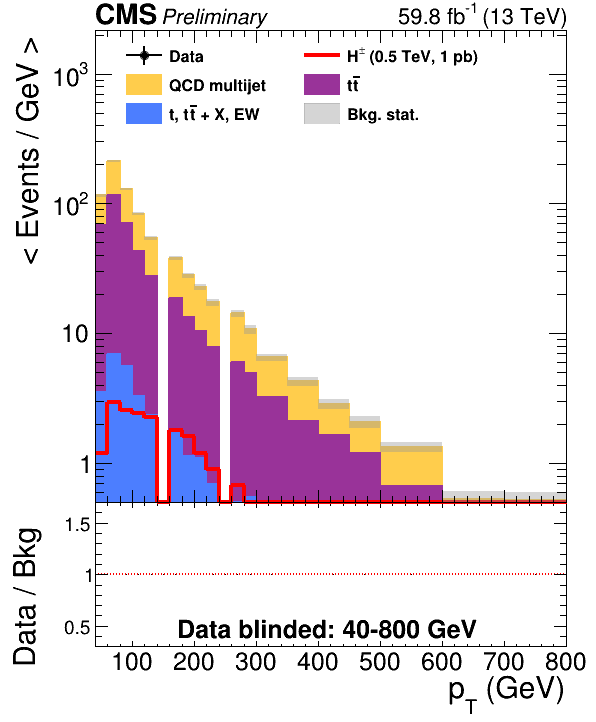 CMS Preliminary 59.8 fb⁻¹ (13 TeV)
Data
H± (0.5 TeV, 1 pb)
QCD multijet
tt̄
t, tt̄ + X, EW
Bkg. stat.
< Events / GeV >
10³
10²
10
1
Data / Bkg
1.5
1
0.5
Data blinded: 40-800 GeV
100 200 300 400 500 600 700 800
p_T (GeV)